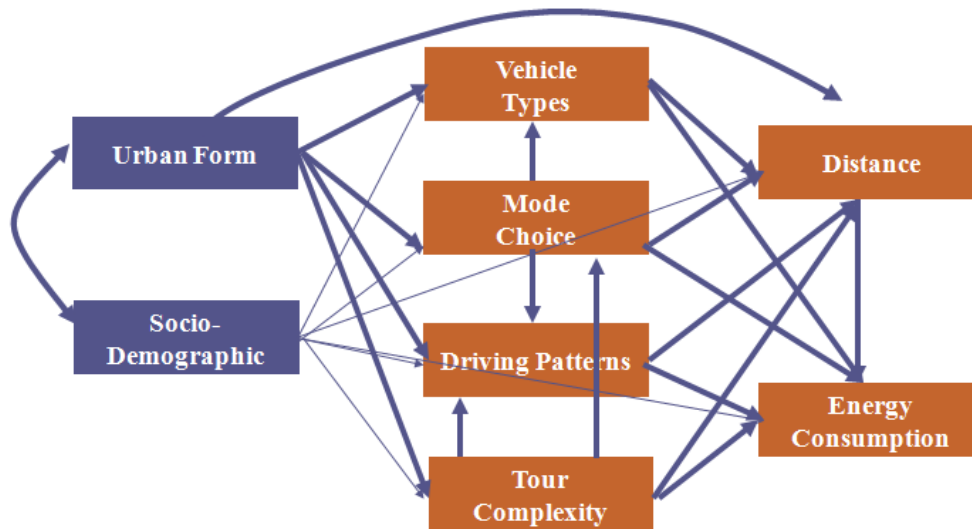 Vehicle
Types
Urban Form
Distance
Mode
Choice
Socio-
Demographic
Driving Patterns
Energy
Consumption
Tour
Complexity